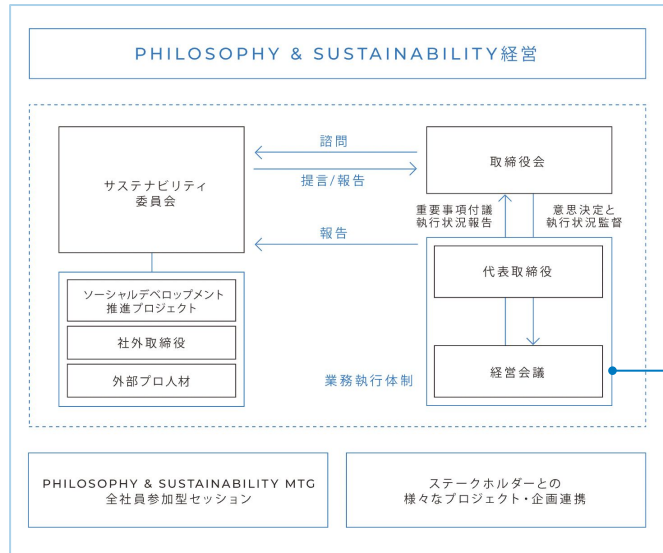 PHILOSOPHY & SUSTAINABILITY経営
サステナビリティ
委員会
諮問
提言/報告
取締役会
重要事項付議
執行状況報告
意思決定と
執行状況監督
報告
代表取締役
ソーシャルデベロップメント
推進プロジェクト
社外取締役
外部プロ人材
業務執行体制
経営会議
PHILOSOPHY & SUSTAINABILITY MTG
全社員参加型セッション
ステークホルダーとの
様々なプロジェクト・企画連携